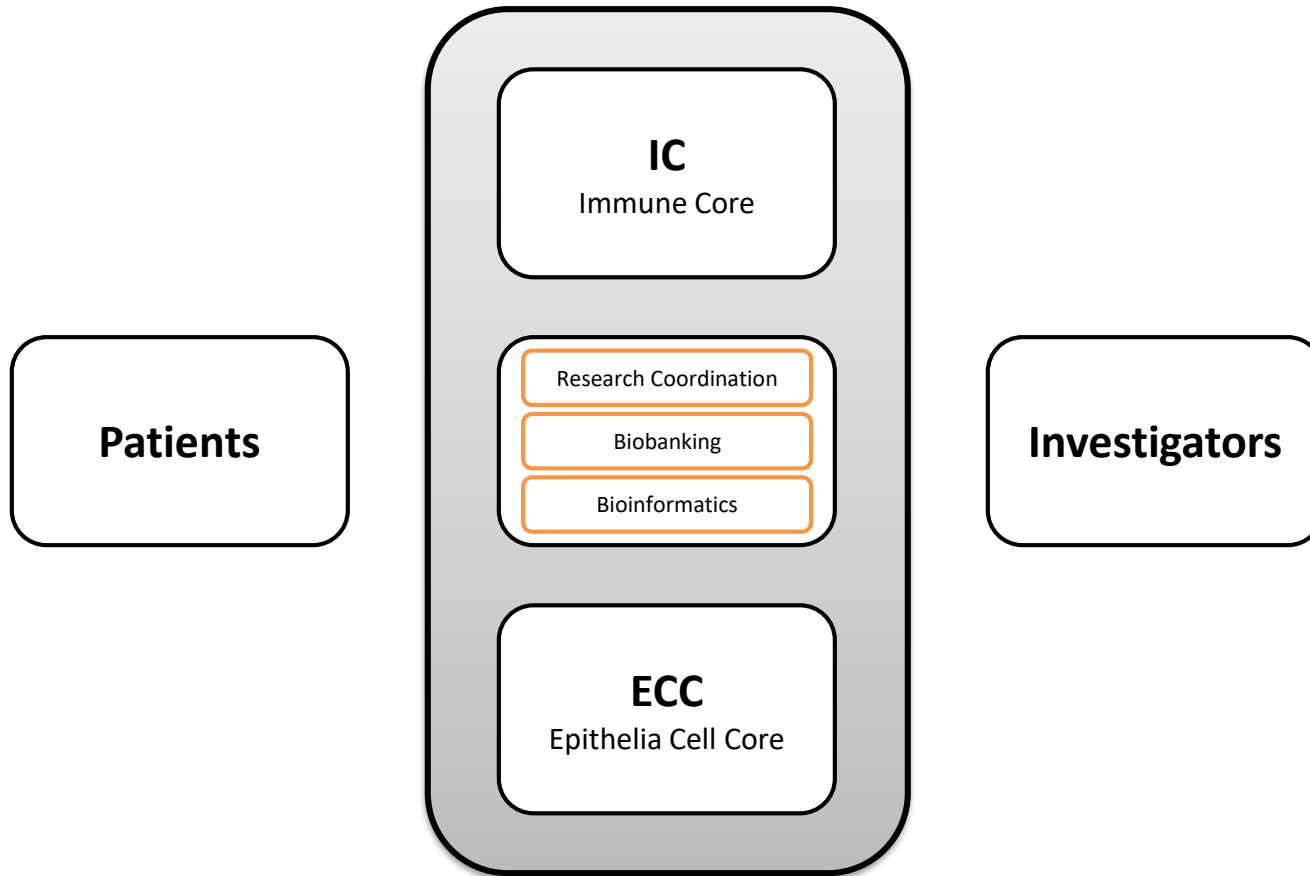 IC
Immune Core
Patients
Research Coordination
Biobanking
Bioinformatics
Investigators
ECC
Epithelia Cell Core